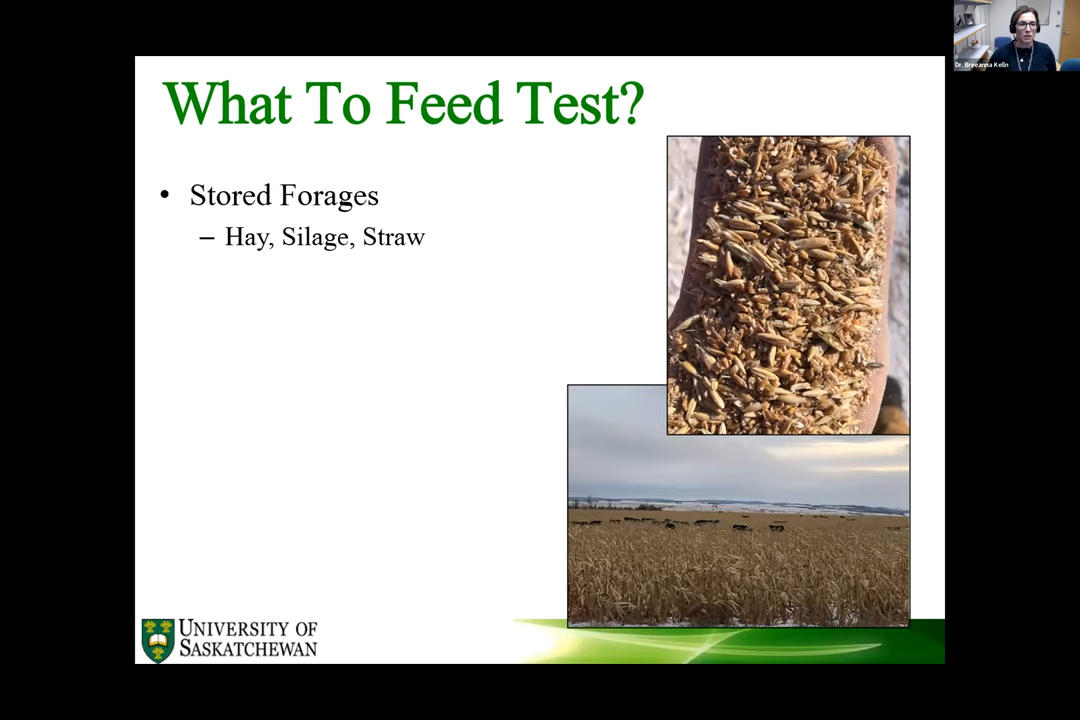 What To Feed Test?
• Stored Forages
– Hay, Silage, Straw
UNIVERSITY OF
SASKATCHEWAN
Dr. Breeanna Kelln